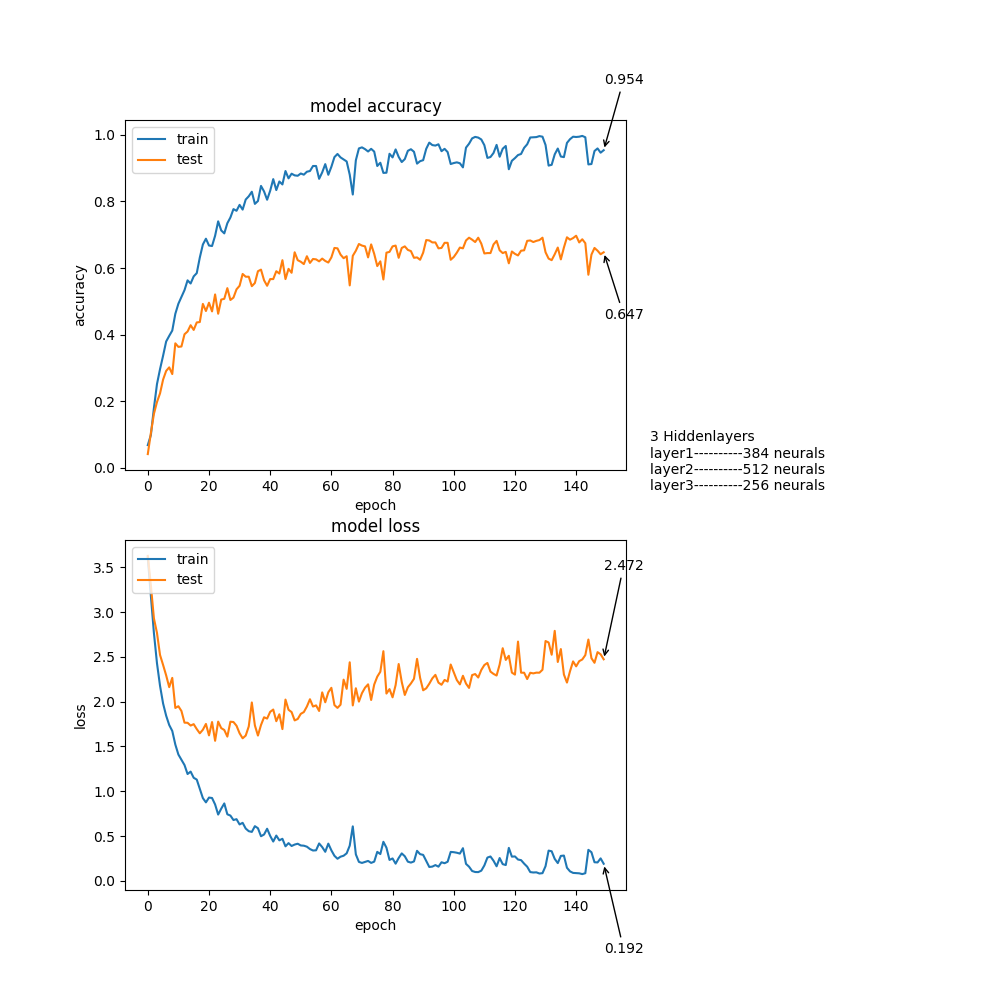 0.954
model accuracy
train
test
1.0
0.8
0.6
0.4
0.2
0.0
accuracy
0.647
0 20 40 60 80 100 120 140
epoch
3 Hiddenlayers
layer1----------384 neurals
layer2----------512 neurals
layer3----------256 neurals
model loss
train
test
2.472
3.5
3.0
2.5
2.0
1.5
1.0
0.5
0.0
loss
0 20 40 60 80 100 120 140
epoch
0.192